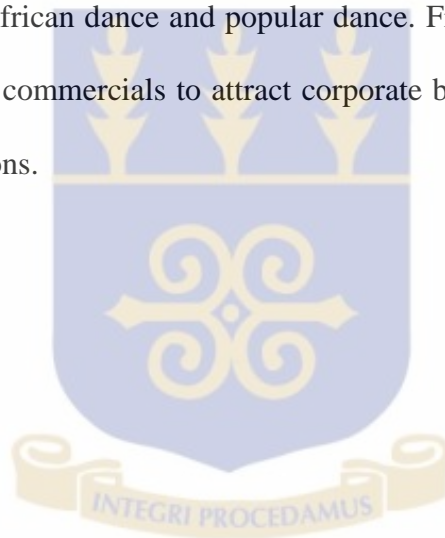 frican dance and popular dance. F
commercials to attract corporate b
ons.
INTEGRI PROCEDAMUS